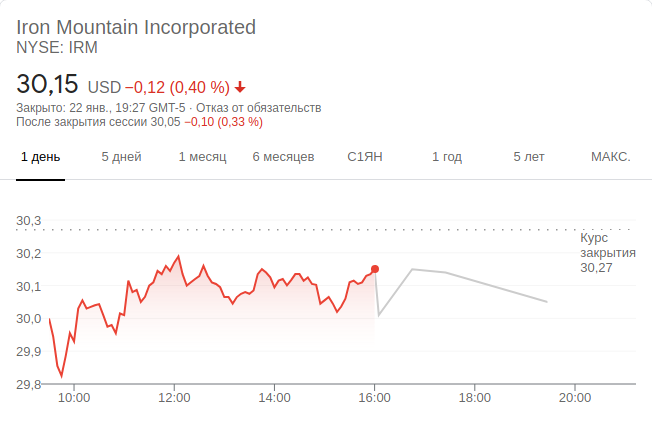 Iron Mountain Incorporated
NYSE: IRM
30,15 USD −0,12 (0,40 %)
Закрыто: 22 янв., 19:27 GMT-5 · Отказ от обязательств
После закрытия сессии 30,05 −0,10 (0,33 %)
1 день 5 дней 1 месяц 6 месяцев С1ЯН 1 год 5 лет МАКС.
30,3
Курс
закрытия
30,27
30,2
30,1
30,0
29,9
29,8
10:00 12:00 14:00 16:00 18:00 20:00